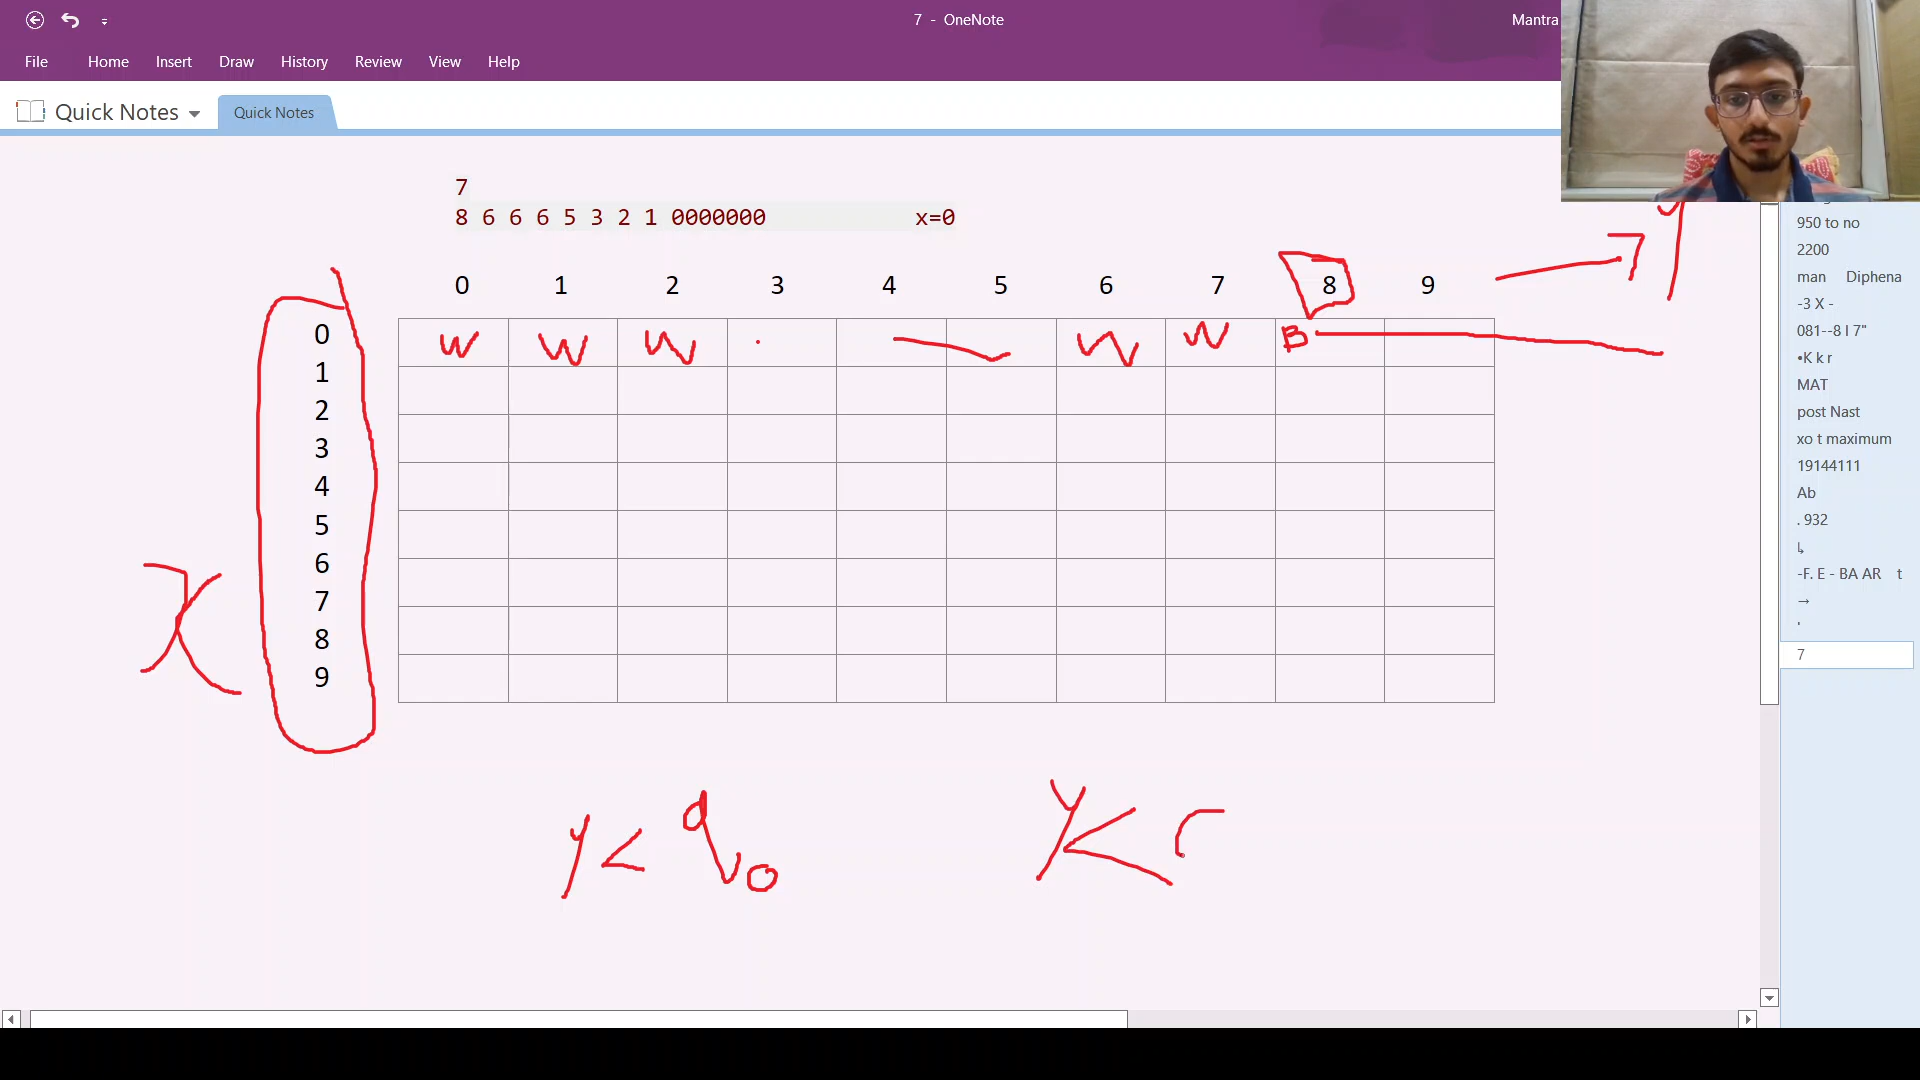 7 - OneNote
Mantra
File Home Insert Draw History Review View Help
Quick Notes
Quick Notes
7
8 6 6 6 5 3 2 1 0000000 x=0
y
950 to no
2200
man Diphena
-3 X -
081--8 l 7"
•K k r
MAT
post Nast
xo t maximum
19144111
Ab
. 932
↳
-F. E - BA AR t
→
'
7
0 1 2 3 4 5 6 7 8 9
0 W W W . W W B
1
2
3
4
5
6
7
8
9
X
y < a₀
y <